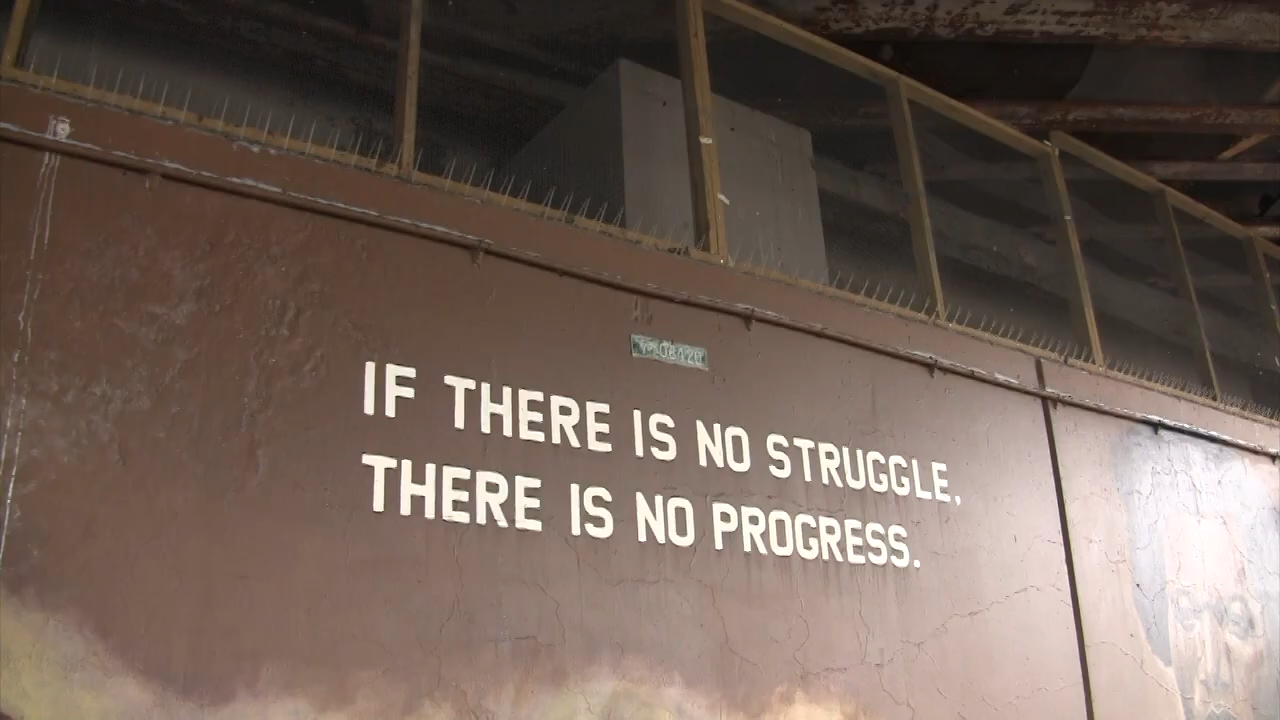 IF THERE IS NO STRUGGLE,
THERE IS NO PROGRESS.